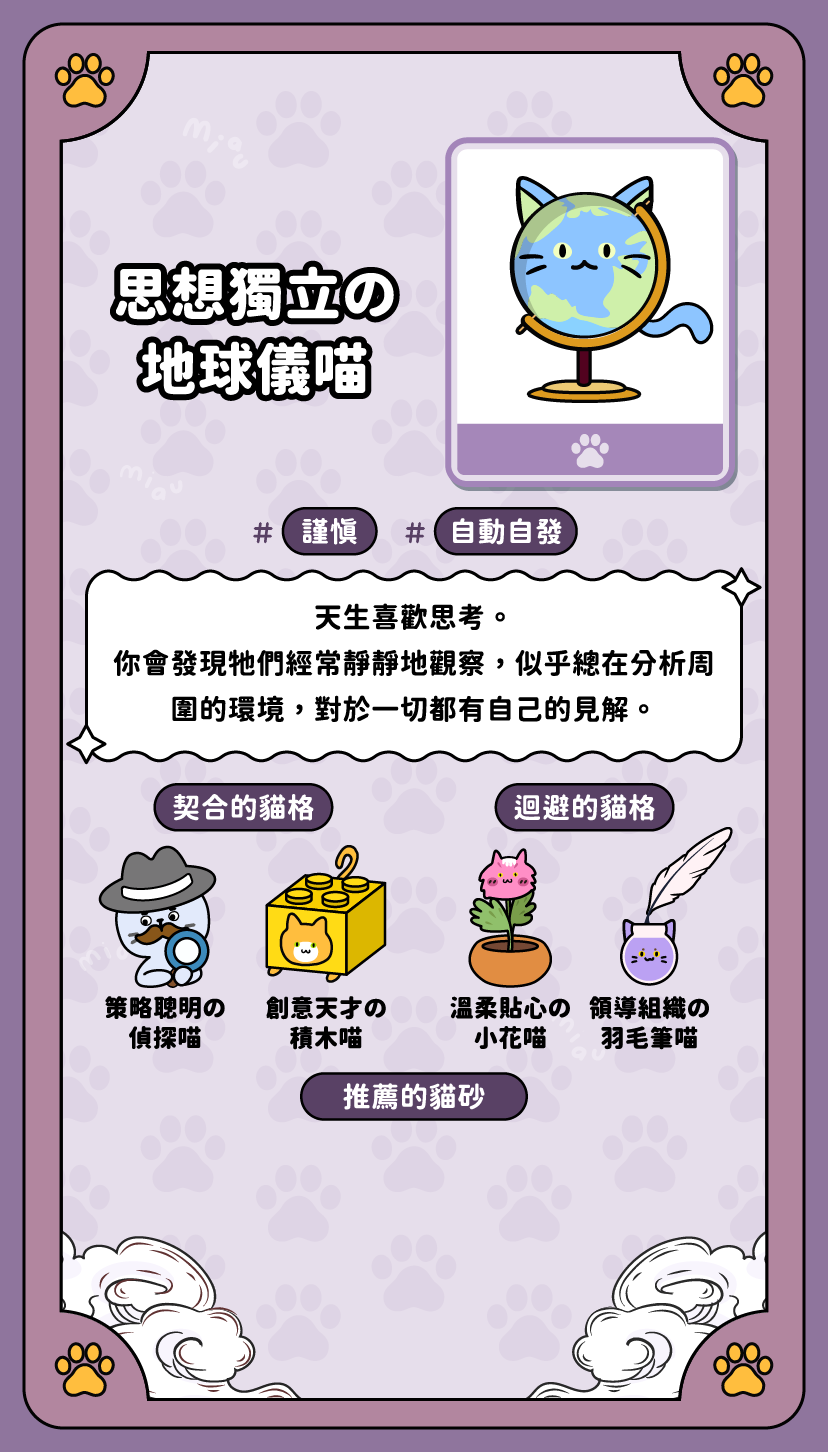 miau
思想獨立の
地球儀喵
miau
# 謹慎 # 自動自發
天生喜歡思考。
你會發現牠們經常靜靜地觀察，似乎總在分析周
圍的環境，對於一切都有自己的見解。
契合的貓格 迴避的貓格
miau
策略聰明の 創意天才の 溫柔貼心の 領導組織の
偵探喵 積木喵 小花喵 羽毛筆喵
miau
推薦的貓砂